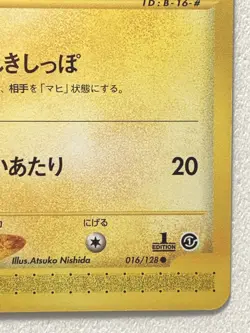 ID:B-16-#
きしっぽ
、相手を「マヒ」状態にする。
いあたり 20
にげる
1 EDITION
Illus.Atsuko Nishida 016/128●